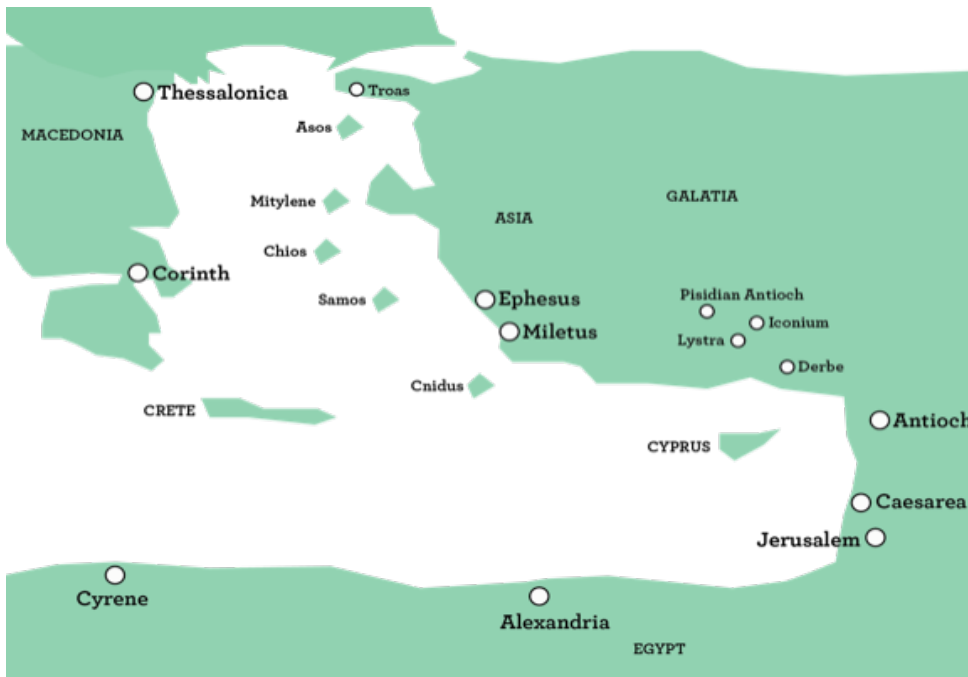 Troas
Thessalonica
Asos
MACEDONIA
GALATIA
Mitylene
ASIA
Chios
Corinth
Pisidian Antioch
Samos
Ephesus
Iconium
Miletus
Lystra
Derbe
Cnidus
CRETE
Antioch
CYPRUS
Caesarea
Jerusalem
Cyrene
Alexandria
EGYPT